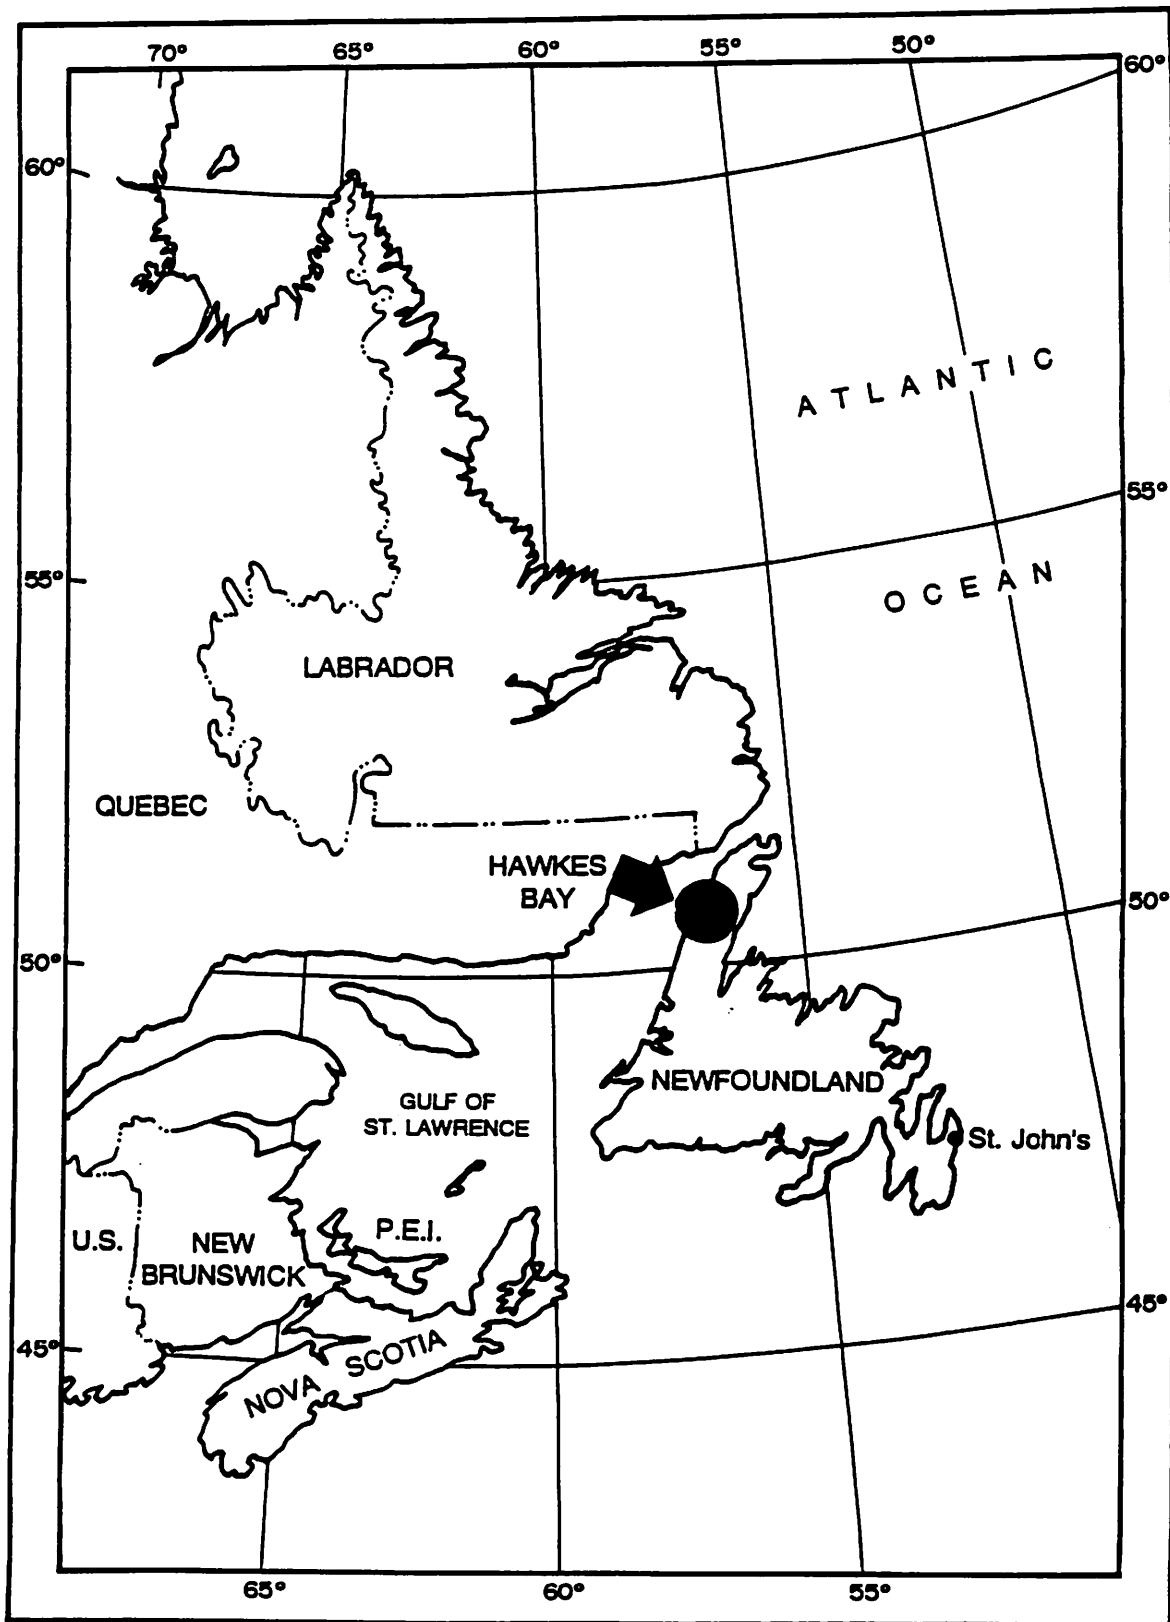 70° 65° 60° 55° 50°
60°
60°
ATLANTIC
55°
55°
OCEAN
LABRADOR
QUEBEC
HAWKES
BAY
50°
50°
NEWFOUNDLAND
GULF OF
ST. LAWRENCE
St. John's
P.E.I.
U.S.
NEW
BRUNSWICK
45°
45°
NOVA SCOTIA
65° 60° 55°